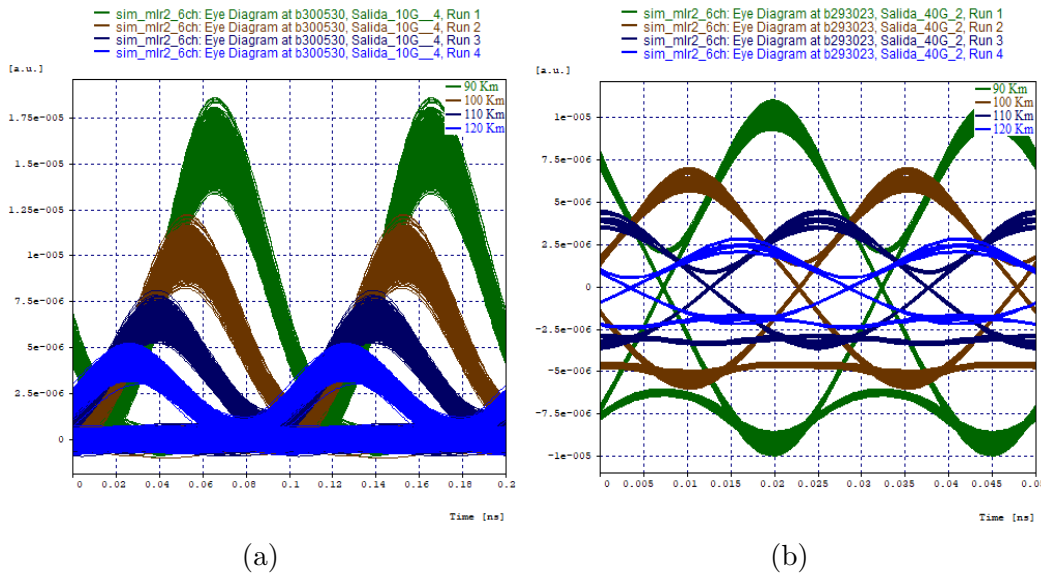 sim_mlr2_6ch: Eye Diagram at b300530, Salida_10G__4, Run 1
sim_mlr2_6ch: Eye Diagram at b300530, Salida_10G__4, Run 2
sim_mlr2_6ch: Eye Diagram at b300530, Salida_10G__4, Run 3
sim_mlr2_6ch: Eye Diagram at b300530, Salida_10G__4, Run 4
[a.u.]
90 Km
100 Km
110 Km
120 Km
1.75e-005
1.5e-005
1.25e-005
1e-005
7.5e-006
5e-006
2.5e-006
0
0 0.02 0.04 0.06 0.08 0.1 0.12 0.14 0.16 0.18 0.2
Time [ns]
(a)
sim_mlr2_6ch: Eye Diagram at b293023, Salida_40G_2, Run 1
sim_mlr2_6ch: Eye Diagram at b293023, Salida_40G_2, Run 2
sim_mlr2_6ch: Eye Diagram at b293023, Salida_40G_2, Run 3
sim_mlr2_6ch: Eye Diagram at b293023, Salida_40G_2, Run 4
[a.u.]
90 Km
100 Km
110 Km
120 Km
1e-005
7.5e-006
5e-006
2.5e-006
0
-2.5e-006
-5e-006
-7.5e-006
-1e-005
0 0.005 0.01 0.015 0.02 0.025 0.03 0.035 0.04 0.045 0.05
Time [ns]
(b)